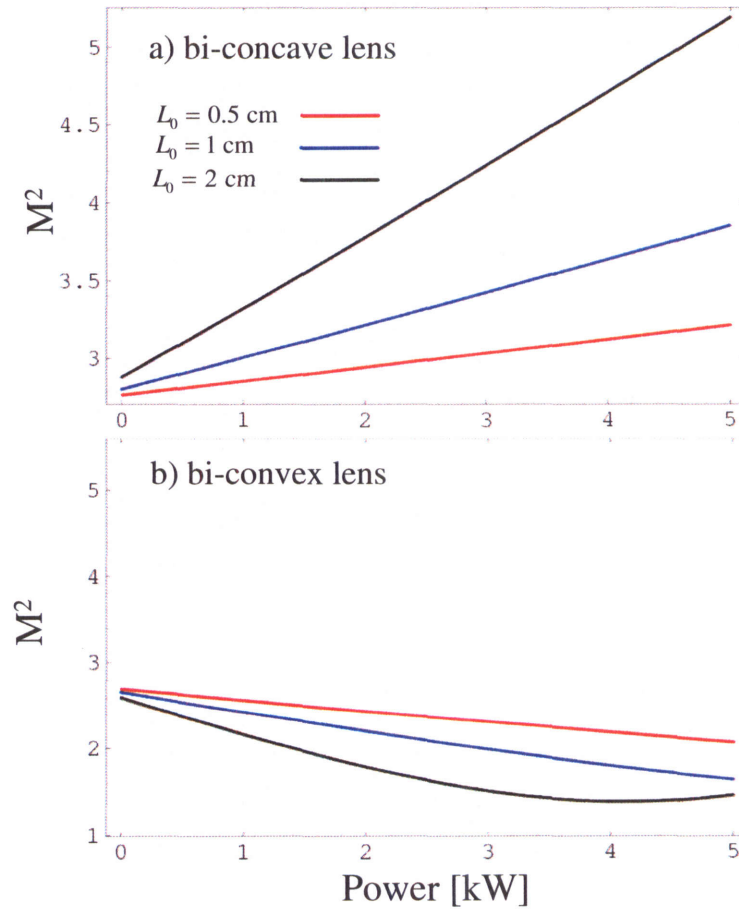 5
a) bi-concave lens
4.5
L₀ = 0.5 cm
L₀ = 1 cm
L₀ = 2 cm
M²
4
3.5
3
0 1 2 3 4 5
b) bi-convex lens
5
4
M²
3
2
1
0 1 2 3 4 5
Power [kW]